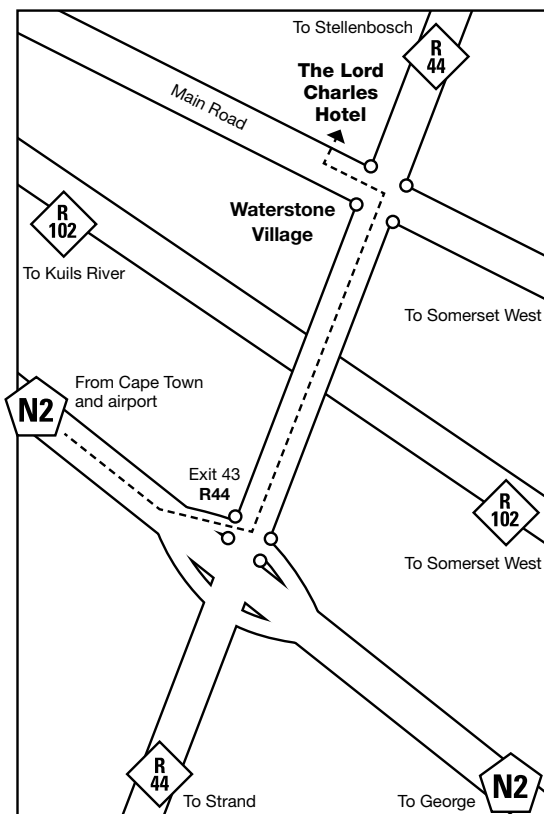 To Stellenbosch
R
44
The Lord
Charles
Hotel
Main Road
Waterstone
Village
R
102
To Kuils River
To Somerset West
From Cape Town
and airport
N2
Exit 43
R44
R
102
To Somerset West
R
44
To Strand
To George
N2